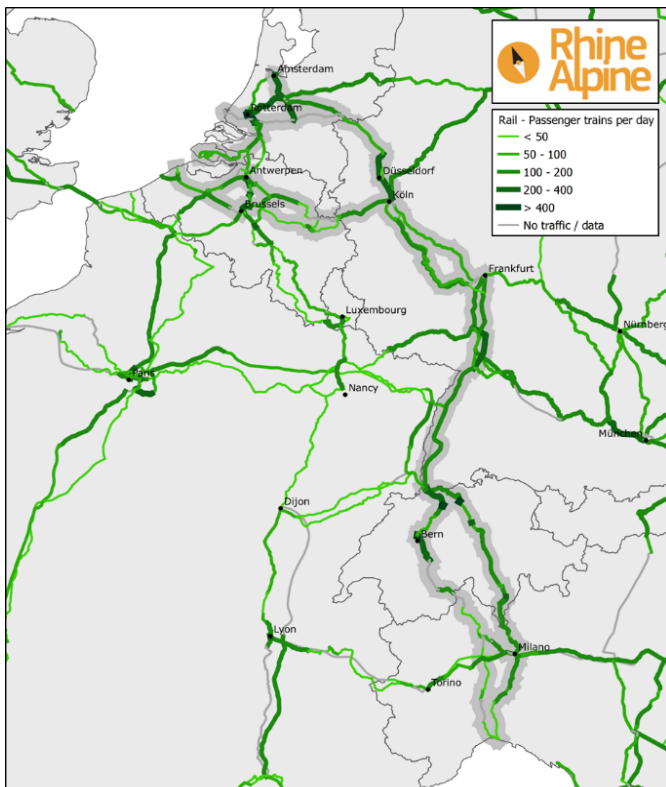 Rhine
Alpine
Rail - Passenger trains per day
< 50
50 - 100
100 - 200
200 - 400
> 400
No traffic / data
Amsterdam
Rotterdam
Antwerpen
Düsseldorf
Köln
Brussels
Frankfurt
Luxembourg
Nürnberg
Paris
Nancy
München
Dijon
Bern
Lyon
Milano
Torino